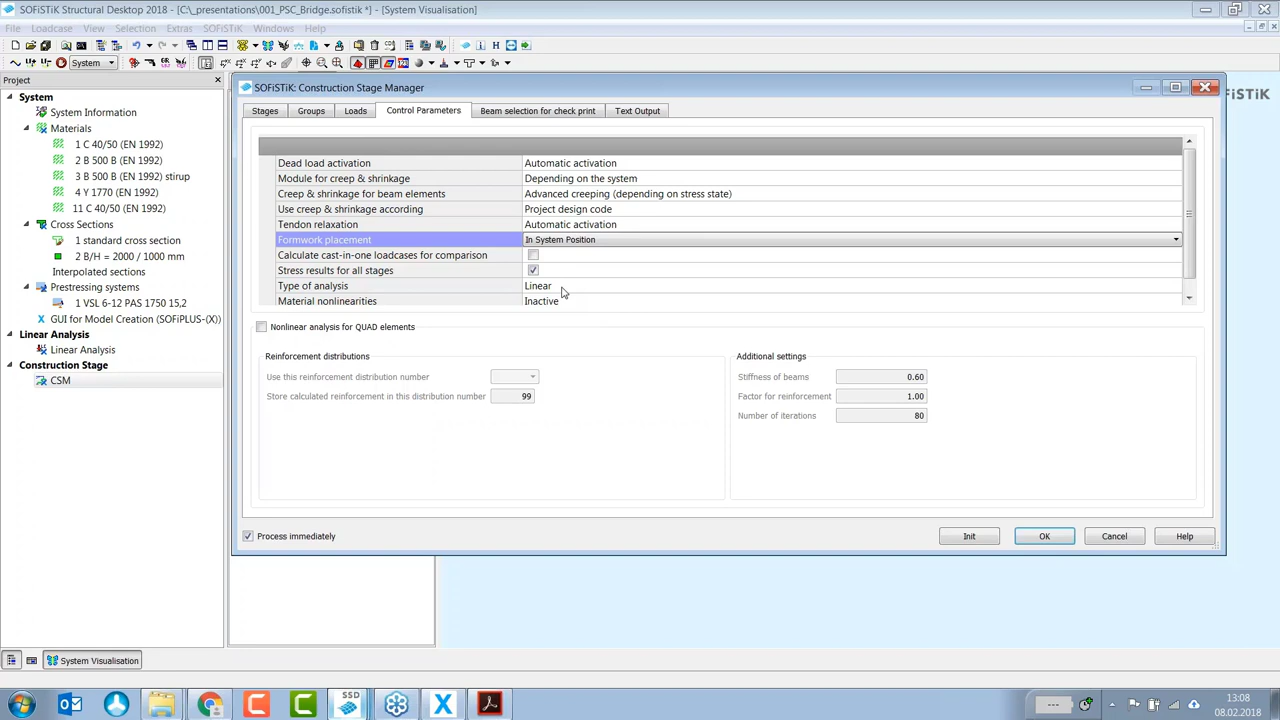 SOFiSTiK Structural Desktop 2018 - [C:\_presentations\001_PSC_Bridge.sofistik *] - [System Visualisation]
File Loadcase View Selection Extras SOFiSTiK Windows Help
System
Project
System
System Information
Materials
1 C 40/50 (EN 1992)
2 B 500 B (EN 1992)
3 B 500 B (EN 1992) stirup
4 Y 1770 (EN 1992)
11 C 40/50 (EN 1992)
Cross Sections
1 standard cross section
2 B/H = 2000 / 1000 mm
Interpolated sections
Prestressing systems
1 VSL 6-12 PAS 1750 15,2
GUI for Model Creation (SOFiPLUS-(X))
Linear Analysis
Linear Analysis
Construction Stage
CSM
SOFiSTiK: Construction Stage Manager
Stages Groups Loads Control Parameters Beam selection for check print Text Output
Dead load activation Automatic activation
Module for creep & shrinkage Depending on the system
Creep & shrinkage for beam elements Advanced creeping (depending on stress state)
Use creep & shrinkage according Project design code
Tendon relaxation Automatic activation
Formwork placement In System Position
Calculate cast-in-one loadcases for comparison
Stress results for all stages
Type of analysis Linear
Material nonlinearities Inactive
Nonlinear analysis for QUAD elements
Reinforcement distributions
Use this reinforcement distribution number
Store calculated reinforcement in this distribution number 99
Additional settings
Stiffness of beams 0.60
Factor for reinforcement 1.00
Number of iterations 80
Process immediately
Init OK Cancel Help
System Visualisation
SSD
13:08
08.02.2018